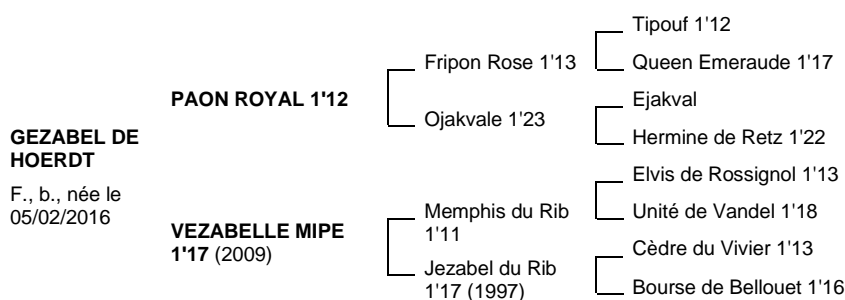 GEZABEL DE
HOERDT
F., b., née le
05/02/2016
PAON ROYAL 1'12
VEZABELLE MIPE
1'17 (2009)
Fripon Rose 1'13
Ojakvale 1'23
Memphis du Rib
1'11
Jezabel du Rib
1'17 (1997)
Tipouf 1'12
Queen Emeraude 1'17
Ejakval
Hermine de Retz 1'22
Elvis de Rossignol 1'13
Unité de Vandel 1'18
Cèdre du Vivier 1'13
Bourse de Bellouet 1'16